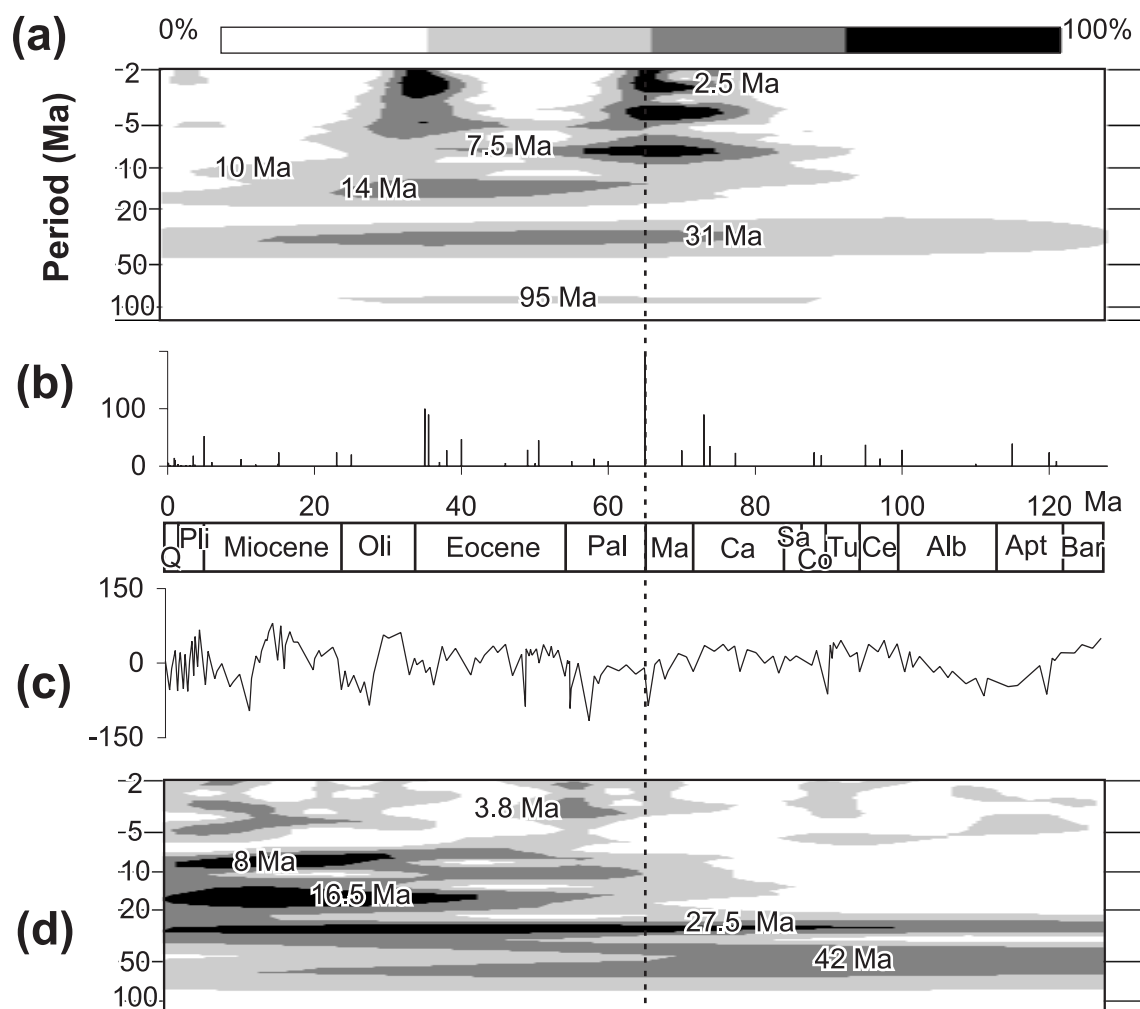 (a)
0%
100%
Period (Ma)
2
5
10
20
50
100
2.5 Ma
7.5 Ma
10 Ma
14 Ma
31 Ma
95 Ma
(b)
100
0
0 20 40 60 80 100 120 Ma
Q Pli Miocene Oli Eocene Pal Ma Ca Sa Co Tu Ce Alb Apt Bar
(c)
150
0
-150
(d)
2
5
10
20
50
100
3.8 Ma
8 Ma
16.5 Ma
27.5 Ma
42 Ma